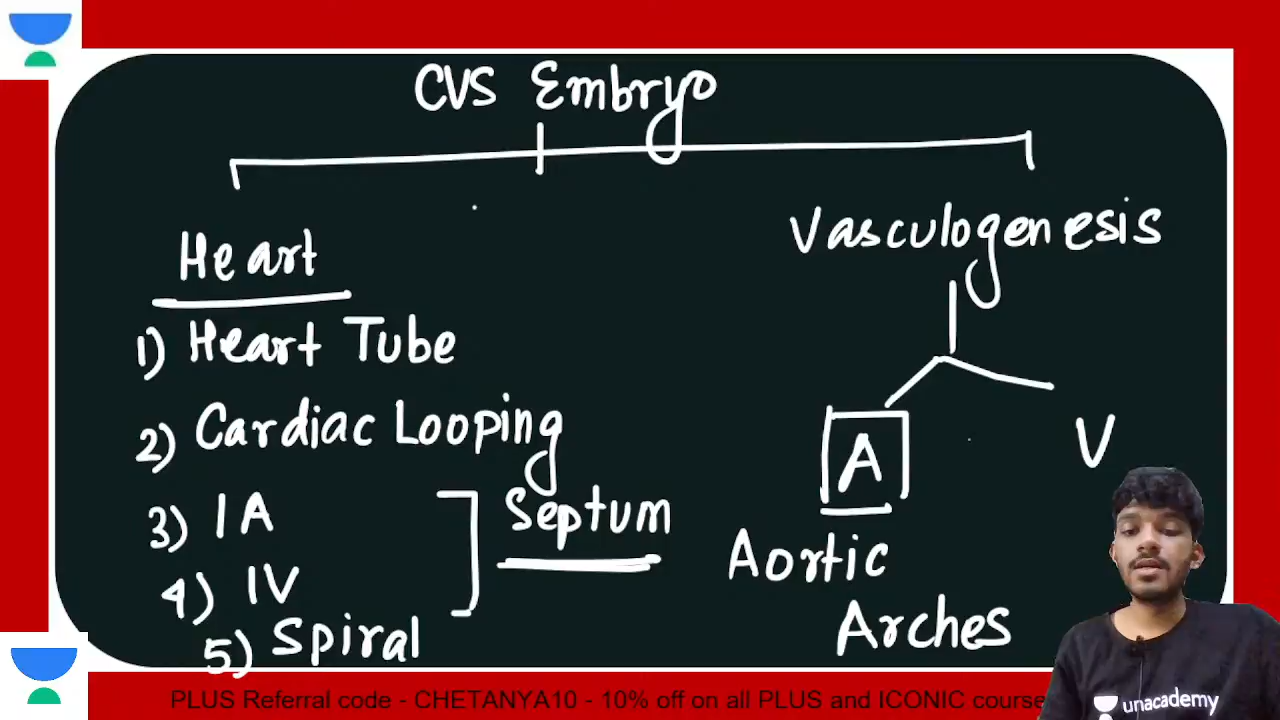 CVS Embryo
Heart
1) Heart Tube
2) Cardiac Looping
3) IA
4) IV
5) Spiral
Septum
Vasculogenesis
A
V
Aortic
Arches
unacademy
PLUS Referral code - CHETANYA10 - 10% off on all PLUS and ICONIC course